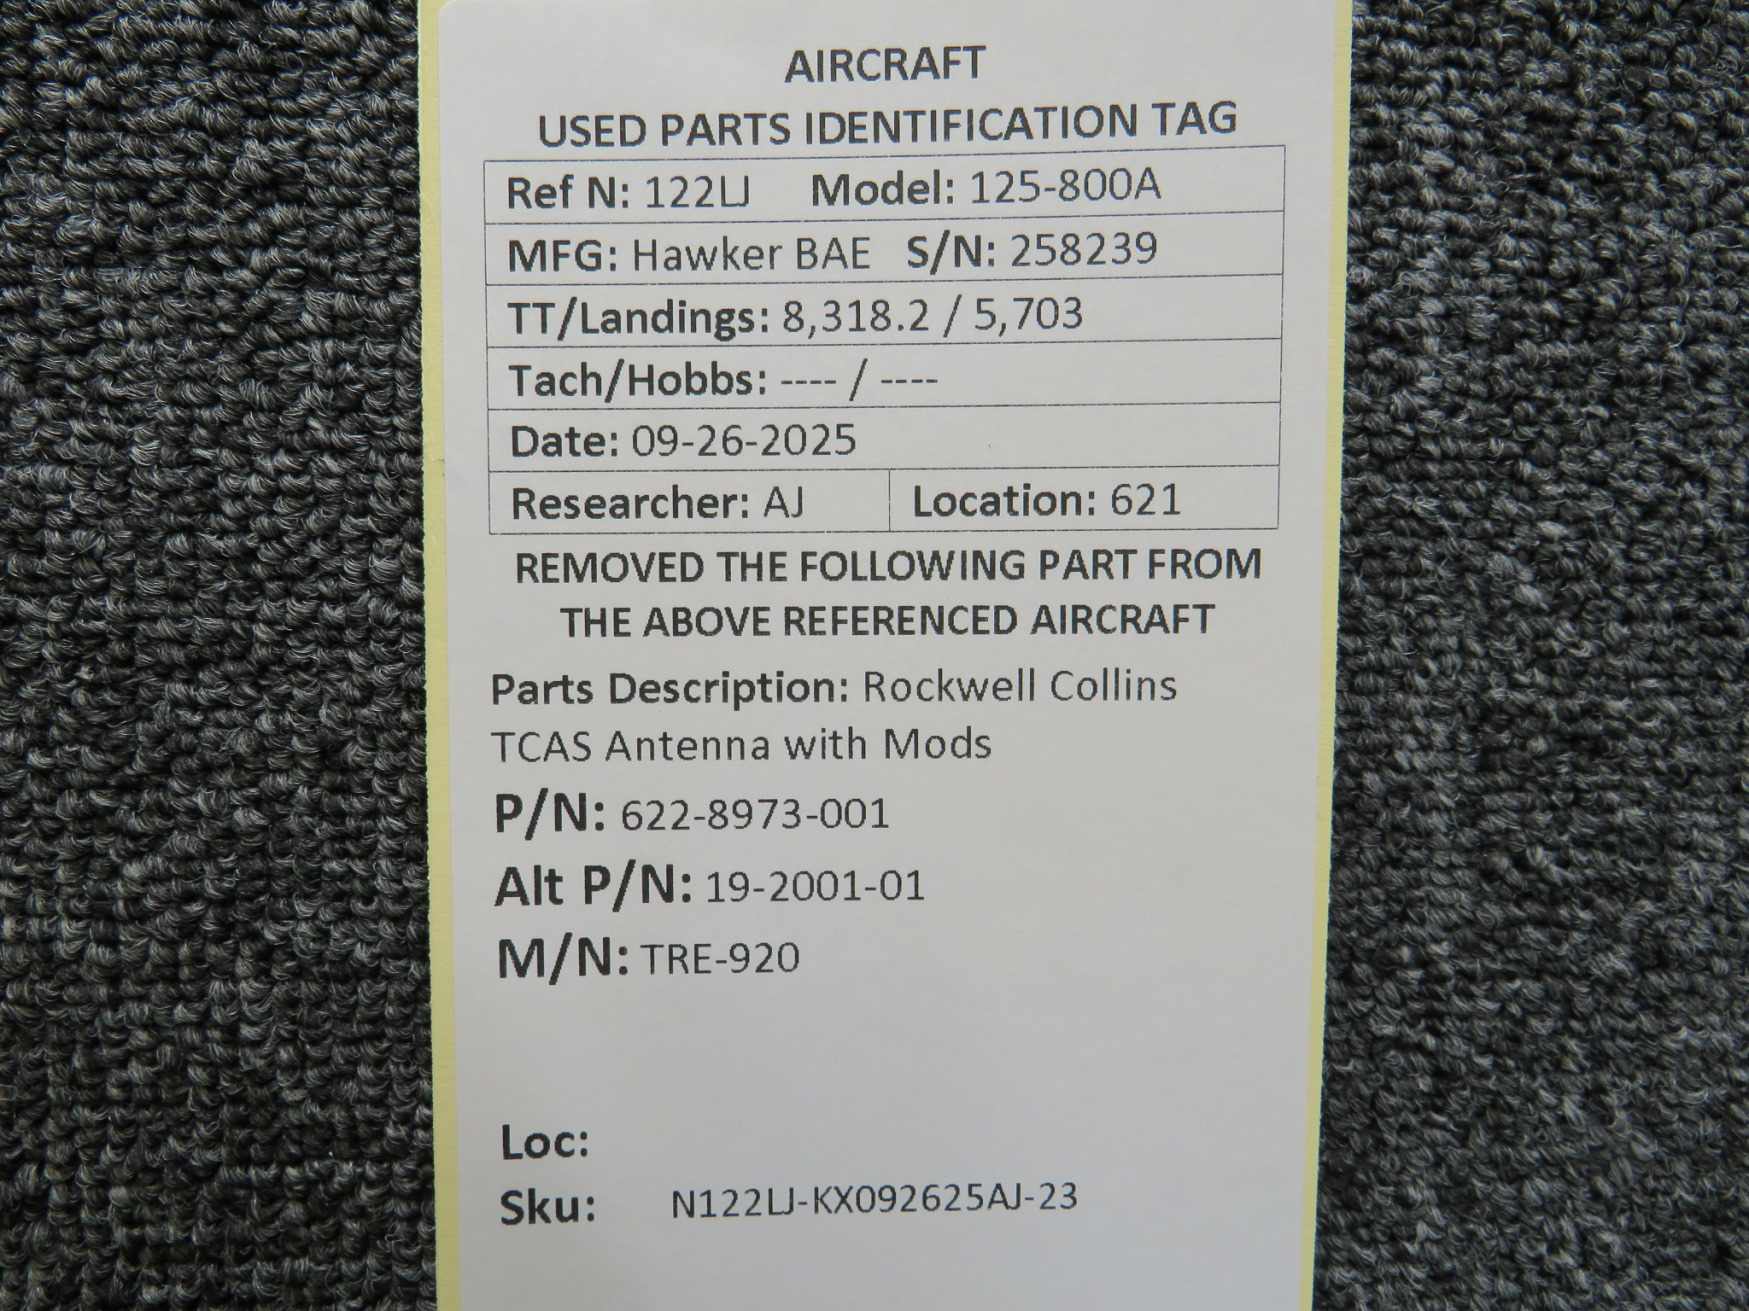 AIRCRAFT
USED PARTS IDENTIFICATION TAG
Ref N: 122LJ Model: 125-800A
MFG: Hawker BAE S/N: 258239
TT/Landings: 8,318.2 / 5,703
Tach/Hobbs: ---- / ----
Date: 09-26-2025
Researcher: AJ Location: 621
REMOVED THE FOLLOWING PART FROM
THE ABOVE REFERENCED AIRCRAFT
Parts Description: Rockwell Collins
TCAS Antenna with Mods
P/N: 622-8973-001
Alt P/N: 19-2001-01
M/N: TRE-920
Loc:
Sku: N122LJ-KX092625AJ-23